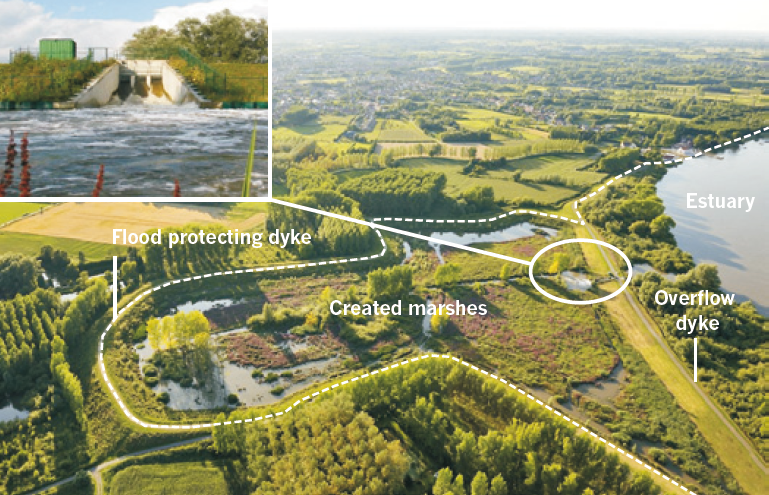 Estuary
Flood protecting dyke
Overflow
dyke
Created marshes